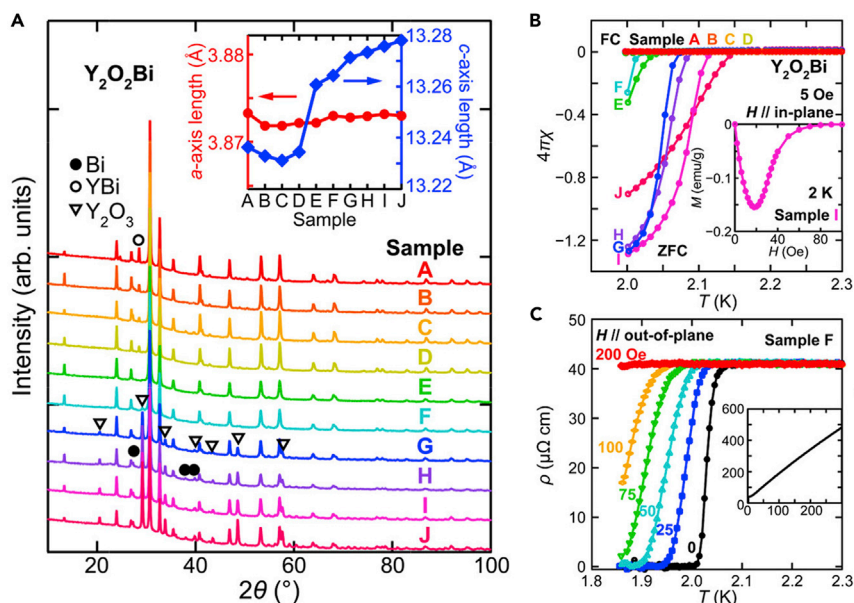 A
Y₂O₂Bi
Intensity (arb. units)
● Bi
○ YBi
▽ Y₂O₃
a-axis length (Å)
3.88
3.87
c-axis length (Å)
13.28
13.26
13.24
13.22
A B C D E F G H I J
Sample
Sample
A
B
C
D
E
F
G
H
I
J
20 40 60 80 100
2θ (°)
B
FC Sample A B C D
Y₂O₂Bi
5 Oe
H // in-plane
4πχ
0
−0.4
−0.8
−1.2
F
E
J
H
G
I
ZFC
M (emu/g)
0
−0.1
−0.2
2 K
Sample I
0 40 80
H (Oe)
2.0 2.1 2.2 2.3
T (K)
C
H // out-of-plane
Sample F
200 Oe
ρ (μΩ cm)
50
40
30
20
10
0
100
75
50
25
0
600
400
200
0
0 100 200
1.8 1.9 2.0 2.1 2.2 2.3
T (K)